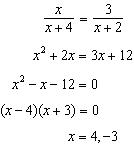 x/(x+4) = 3/(x+2)
x² + 2x = 3x + 12
x² − x − 12 = 0
(x − 4)(x + 3) = 0
x = 4, −3